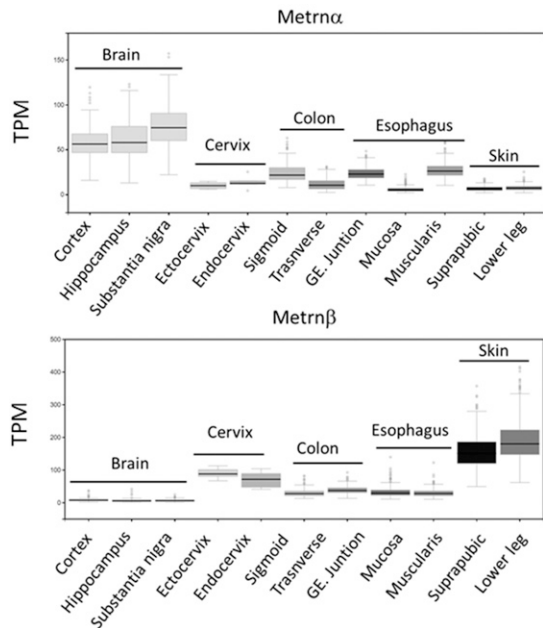 Metrnα
TPM
150
100
50
0
Brain
Cervix
Colon
Esophagus
Skin
Cortex
Hippocampus
Substantia nigra
Ectocervix
Endocervix
Sigmoid
Trasnverse
GE. Juntion
Mucosa
Muscularis
Suprapubic
Lower leg
Metrnβ
TPM
500
400
300
200
100
0
Brain
Cervix
Colon
Esophagus
Skin
Cortex
Hippocampus
Substantia nigra
Ectocervix
Endocervix
Sigmoid
Trasnverse
GE. Juntion
Mucosa
Muscularis
Suprapubic
Lower leg